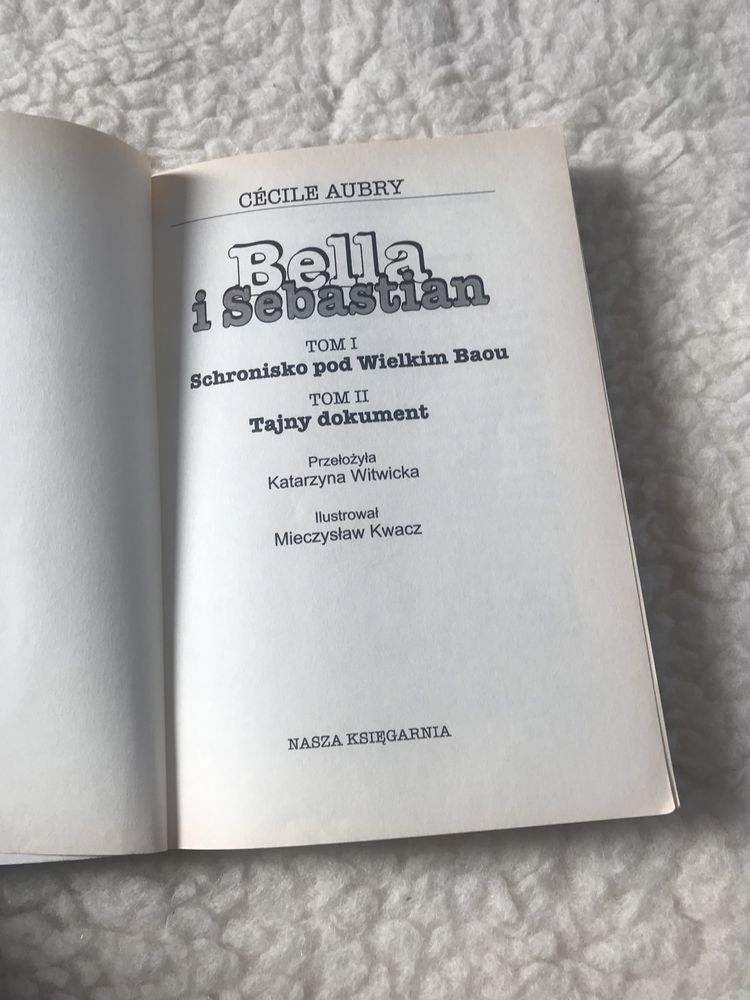 CÉCILE AUBRY
Bella
i Sebastian
TOM I
Schronisko pod Wielkim Baou
TOM II
Tajny dokument
Przełożyła
Katarzyna Witwicka
Ilustrował
Mieczysław Kwacz
NASZA KSIĘGARNIA